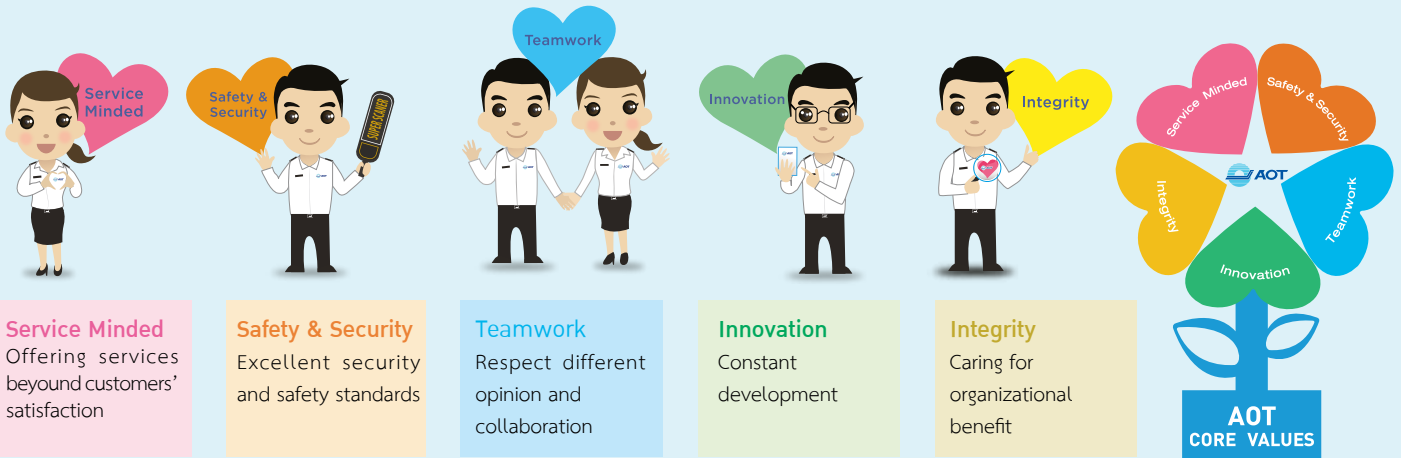 Service
Minded
Safety &
Security
SUPER SCANER
Teamwork
AOT
Innovation
Integrity
Service Minded
Safety & Security
Integrity
AOT
Teamwork
Innovation
Service Minded
Offering services
beyound customers'
satisfaction
Safety & Security
Excellent security
and safety standards
Teamwork
Respect different
opinion and
collaboration
Innovation
Constant
development
Integrity
Caring for
organizational
benefit
AOT
CORE VALUES